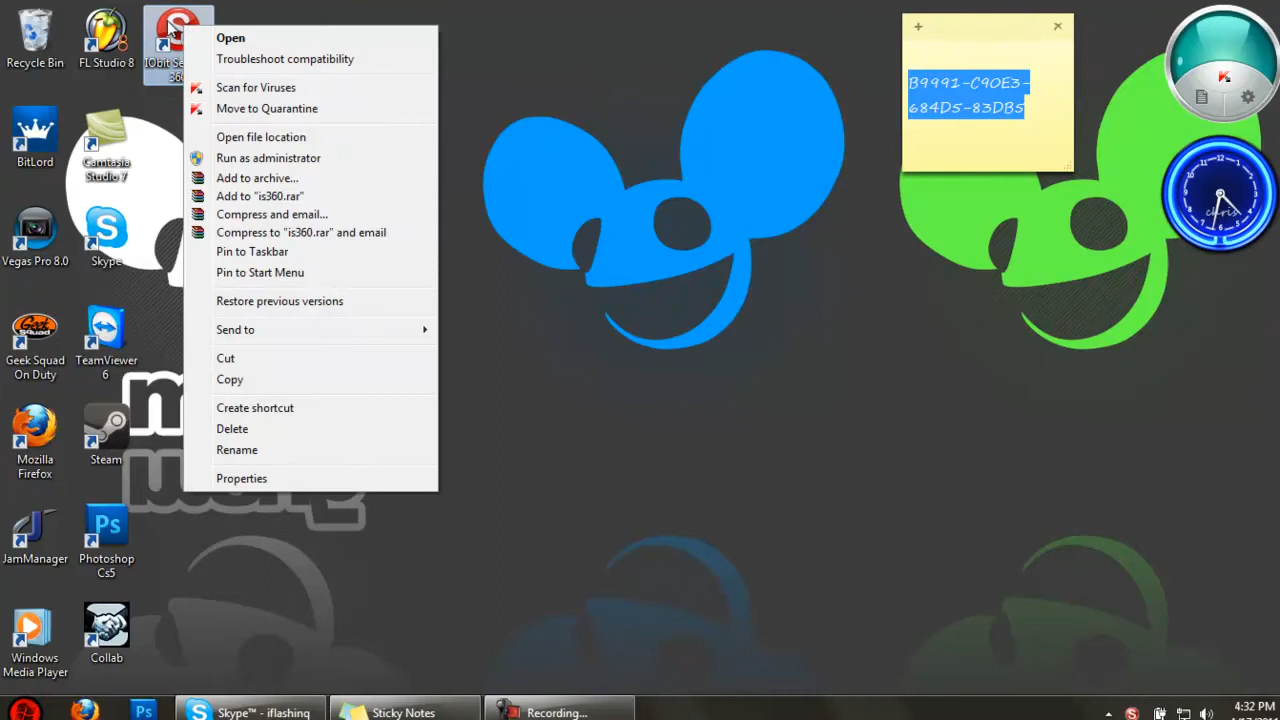 Recycle Bin
FL Studio 8
IObit Se
360
BitLord
Camtasia
Studio 7
Vegas Pro 8.0
Skype
Geek Squad
On Duty
TeamViewer
6
Mozilla
Firefox
Steam
JamManager
Photoshop
Cs5
Windows
Media Player
Collab
Open
Troubleshoot compatibility
Scan for Viruses
Move to Quarantine
Open file location
Run as administrator
Add to archive...
Add to "is360.rar"
Compress and email...
Compress to "is360.rar" and email
Pin to Taskbar
Pin to Start Menu
Restore previous versions
Send to
Cut
Copy
Create shortcut
Delete
Rename
Properties
B9991-C90E3-
684D5-83DB5
12
chris
6
Skype™ - iflashing
Sticky Notes
Recording...
4:32 PM